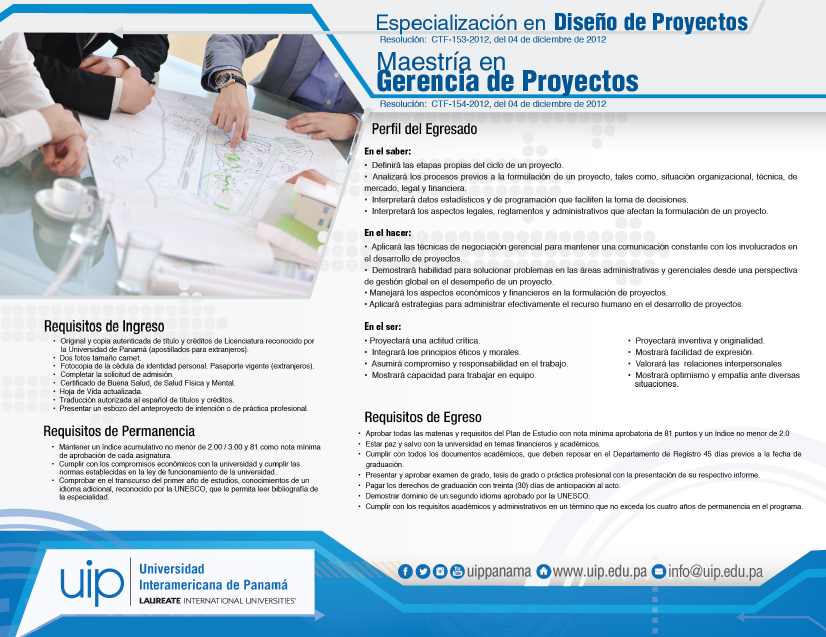 Especialización en Diseño de Proyectos
Resolución: CTF-153-2012, del 04 de diciembre de 2012
Maestría en
Gerencia de Proyectos
Resolución: CTF-154-2012, del 04 de diciembre de 2012
Perfil del Egresado
En el saber:
• Definirá las etapas propias del ciclo de un proyecto.
• Analizará los procesos previos a la formulación de un proyecto, tales como, situación organizacional, técnica, de
mercado, legal y financiera.
• Interpretará datos estadísticos y de programación que faciliten la toma de decisiones.
• Interpretará los aspectos legales, reglamentos y administrativos que afectan la formulación de un proyecto.
En el hacer:
• Aplicará las técnicas de negociación gerencial para mantener una comunicación constante con los involucrados en
el desarrollo de proyectos.
• Demostrará habilidad para solucionar problemas en las áreas administrativas y gerenciales desde una perspectiva
de gestión global en el desempeño de un proyecto.
• Manejará los aspectos económicos y financieros en la formulación de proyectos.
• Aplicará estrategias para administrar efectivamente el recurso humano en el desarrollo de proyectos.
En el ser:
• Proyectará una actitud crítica.
• Integrará los principios éticos y morales.
• Asumirá compromiso y responsabilidad en el trabajo.
• Mostrará capacidad para trabajar en equipo.
• Proyectará inventiva y originalidad.
• Mostrará facilidad de expresión.
• Valorará las relaciones interpersonales
• Mostrará optimismo y empatía ante diversas
situaciones.
Requisitos de Ingreso
• Original y copia autenticada de título y créditos de Licenciatura reconocido por
la Universidad de Panamá (apostillados para extranjeros).
• Dos fotos tamaño carnet.
• Fotocopia de la cédula de identidad personal. Pasaporte vigente (extranjeros).
• Completar la solicitud de admisión.
• Certificado de Buena Salud, de Salud Física y Mental.
• Hoja de Vida actualizada.
• Traducción autorizada al español de títulos y créditos.
• Presentar un esbozo del anteproyecto de intención o de práctica profesional.
Requisitos de Permanencia
• Mantener un índice acumulativo no menor de 2.00 / 3.00 y 81 como nota mínima
de aprobación de cada asignatura.
• Cumplir con los compromisos económicos con la universidad y cumplir las
normas establecidas en la ley de funcionamiento de la universidad.
• Comprobar en el transcurso del primer año de estudios, conocimientos de un
idioma adicional, reconocido por la UNESCO, que le permita leer bibliografía de
la especialidad.
Requisitos de Egreso
• Aprobar todas las materias y requisitos del Plan de Estudio con nota mínima aprobatoria de 81 puntos y un índice no menor de 2.0
• Estar paz y salvo con la universidad en temas financieros y académicos.
• Cumplir con todos los documentos académicos, que deben reposar en el Departamento de Registro 45 días previos a la fecha de
graduación.
• Presentar y aprobar examen de grado, tesis de grado o práctica profesional con la presentación de su respectivo informe.
• Pagar los derechos de graduación con treinta (30) días de anticipación al acto.
• Demostrar dominio de un segundo idioma aprobado por la UNESCO.
• Cumplir con los requisitos académicos y administrativos en un término que no exceda los cuatro años de permanencia en el programa.
uip
Universidad
Interamericana de Panamá
LAUREATE INTERNATIONAL UNIVERSITIES®
uippanama www.uip.edu.pa info@uip.edu.pa